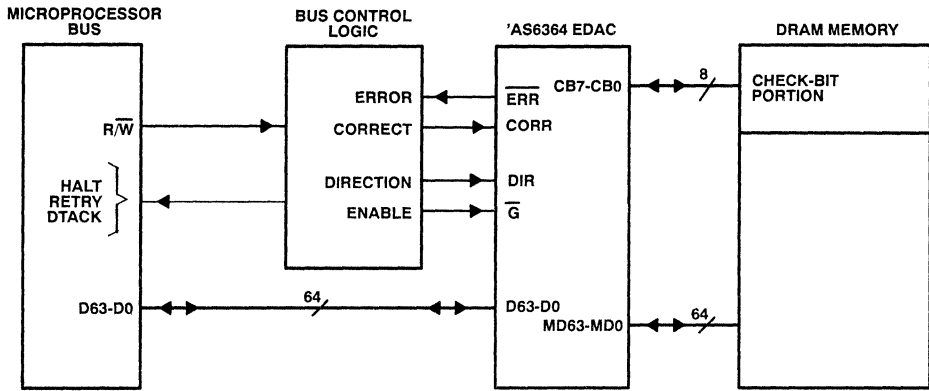 MICROPROCESSOR
BUS
BUS CONTROL
LOGIC
'AS6364 EDAC
DRAM MEMORY
R/W̅
HALT
RETRY
DTACK
D63-D0
ERROR
CORRECT
DIRECTION
ENABLE
E̅R̅R̅
CORR
DIR
G̅
CB7-CB0
8
CHECK-BIT
PORTION
64
D63-D0
MD63-MD0
64